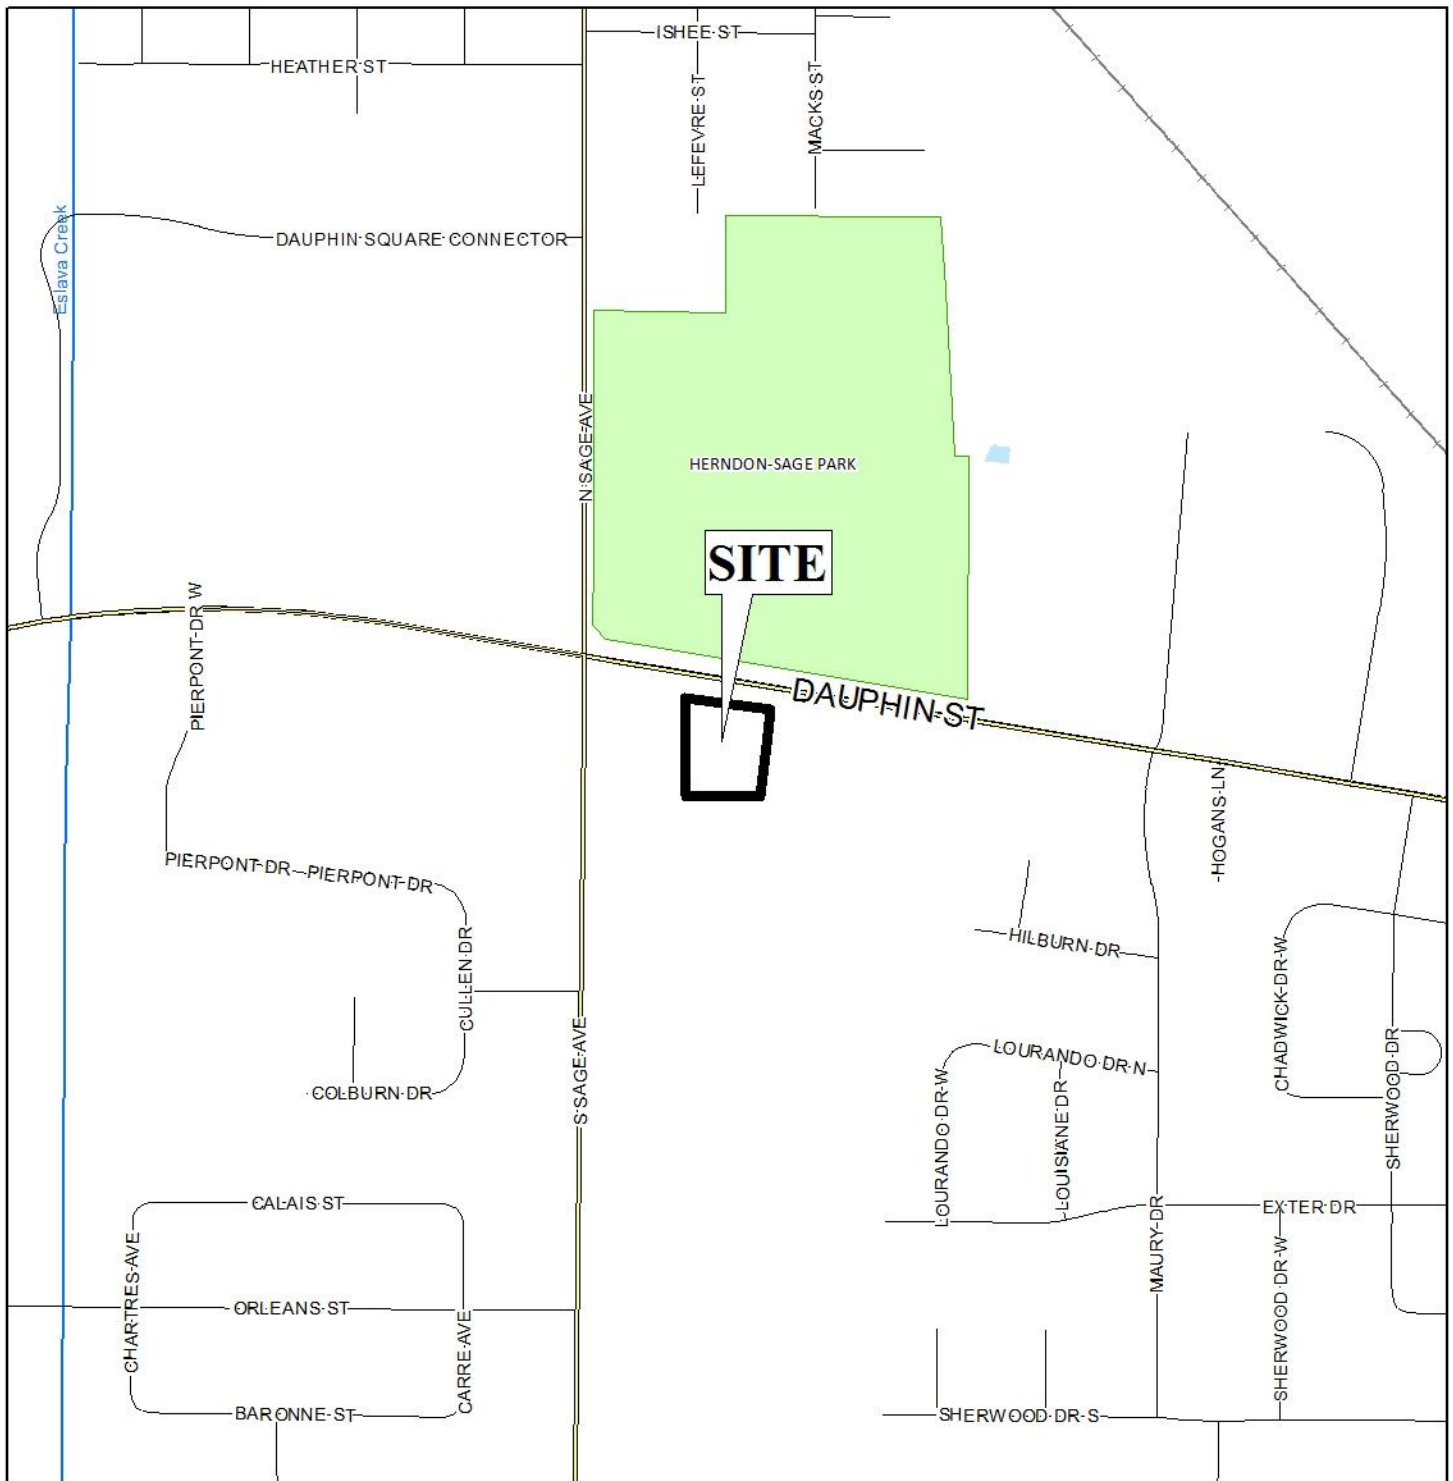 ISHEE ST
HEATHER ST
LEFEVRE ST
MACKS ST
Eslava Creek
DAUPHIN SQUARE CONNECTOR
N SAGE AVE
HERNDON-SAGE PARK
SITE
PIERPONT DR W
DAUPHIN ST
HOGANS LN
PIERPONT DR
PIERPONT DR
CULLEN DR
HILBURN DR
CHADWICK DR W
S SAGE AVE
LOURANDO DR N
COLBURN DR
LOURANDO DR W
LOUISIANE DR
SHERWOOD DR
CALAIS ST
EXTER DR
MAURY DR
CHARTRES AVE
ORLEANS ST
CARRE AVE
SHERWOOD DR W
BARONNE ST
SHERWOOD DR S